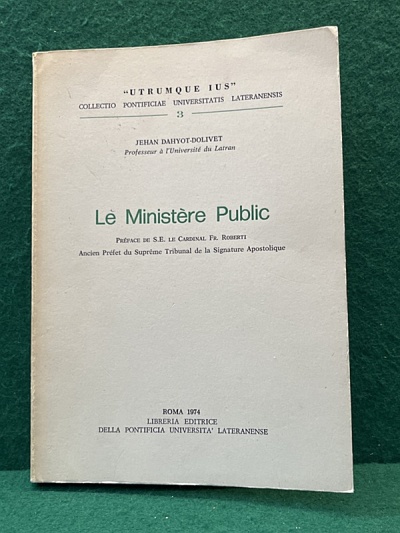 "UTRUMQUE IUS"
COLLECTIO PONTIFICIAE UNIVERSITATIS LATERANENSIS
3
JEHAN DAHYOT-DOLIVET
Professeur à l'Université du Latran
Le Ministère Public
PRÉFACE DE S.E. LE CARDINAL FR. ROBERTI
Ancien Préfet du Suprême Tribunal de la Signature Apostolique
ROMA 1974
LIBRERIA EDITRICE
DELLA PONTIFICIA UNIVERSITA' LATERANENSE